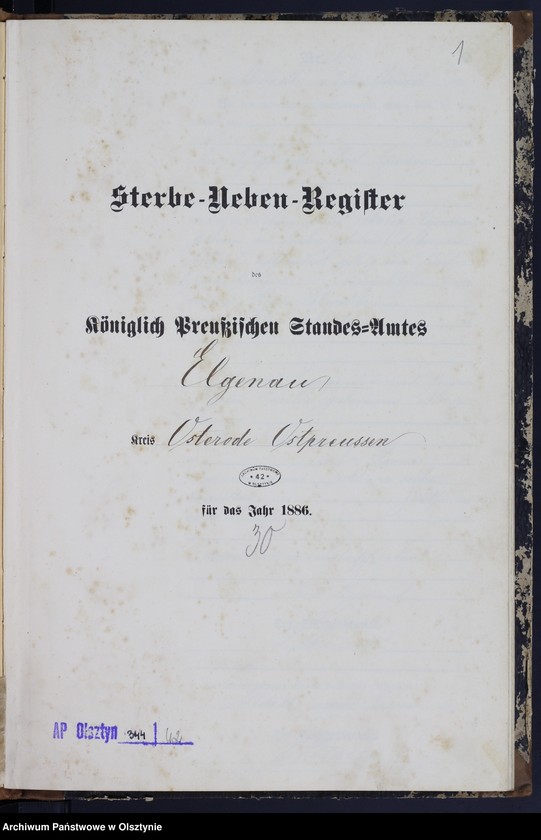 1
Sterbe-Neben-Register
des
Königlich Preußischen Standes-Amtes
Elgenau
Kreis Osterode Ostpreussen
42
für das Jahr 1886.
30
AP Olsztyn 344 / 42
Archiwum Państwowe w Olsztynie